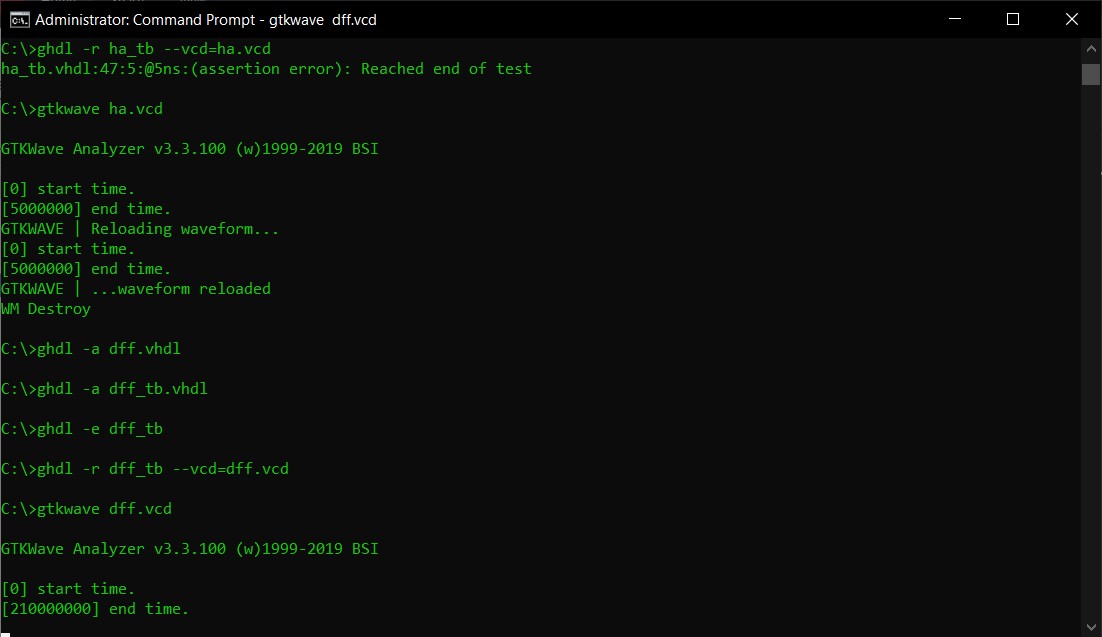 Administrator: Command Prompt - gtkwave  dff.vcd
C:\>ghdl -r ha_tb --vcd=ha.vcd
ha_tb.vhdl:47:5:@5ns:(assertion error): Reached end of test
C:\>gtkwave ha.vcd
GTKWave Analyzer v3.3.100 (w)1999-2019 BSI
[0] start time.
[5000000] end time.
GTKWAVE | Reloading waveform...
[0] start time.
[5000000] end time.
GTKWAVE | ...waveform reloaded
WM Destroy
C:\>ghdl -a dff.vhdl
C:\>ghdl -a dff_tb.vhdl
C:\>ghdl -e dff_tb
C:\>ghdl -r dff_tb --vcd=dff.vcd
C:\>gtkwave dff.vcd
GTKWave Analyzer v3.3.100 (w)1999-2019 BSI
[0] start time.
[210000000] end time.